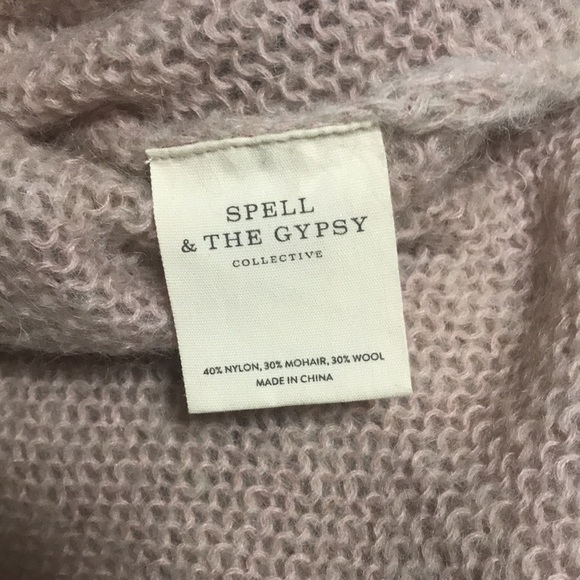 SPELL
& THE GYPSY
COLLECTIVE
40% NYLON, 30% MOHAIR, 30% WOOL
MADE IN CHINA